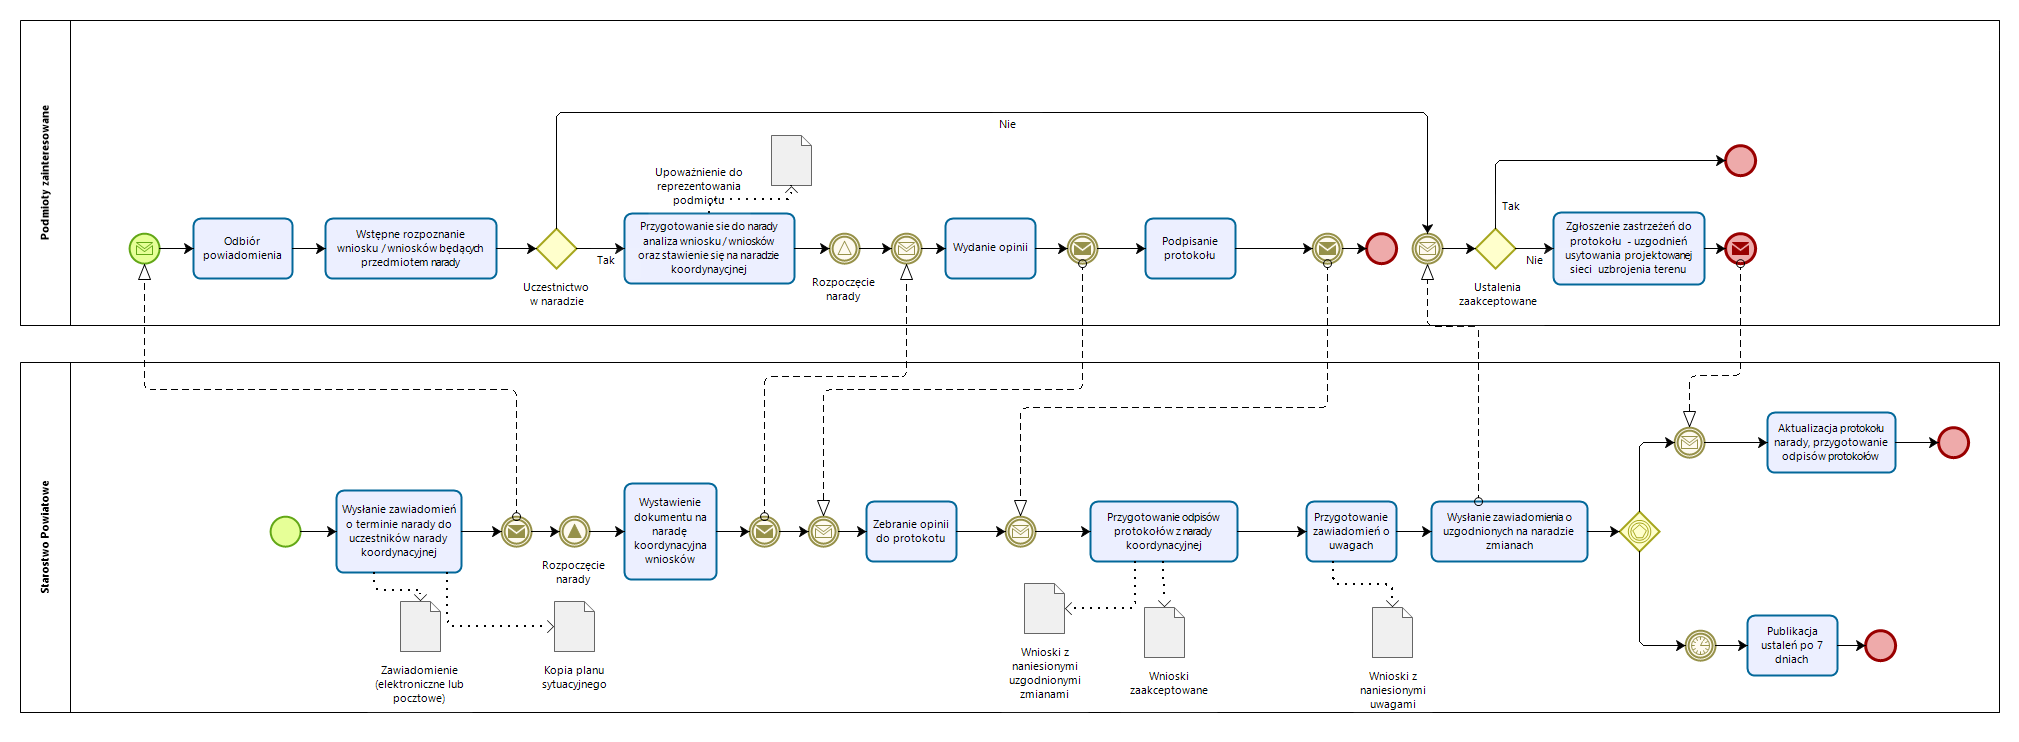 Podmioty zainteresowane
Nie
Upoważnienie do
reprezentowania
podmiotu
Odbiór
powiadomienia
Wstępne rozpoznanie
wniosku / wniosków będących
przedmiotem narady
Uczestnictwo
w naradzie
Tak
Przygotowanie sie do narady
analiza wniosku / wniosków
oraz stawienie się na naradzie
koordynaycjnej
Rozpoczęcie
narady
Wydanie opinii
Podpisanie
protokołu
Ustalenia
zaakceptowane
Tak
Nie
Zgłoszenie zastrzeżeń do
protokołu - uzgodnień
usytowania projektowanej
sieci uzbrojenia terenu
Starostwo Powiatowe
Wysłanie zawiadomień
o terminie narady do
uczestników narady
koordynacyjnej
Zawiadomienie
(elektroniczne lub
pocztowe)
Kopia planu
sytuacyjnego
Rozpoczęcie
narady
Wystawienie
dokumentu na
naradę
koordynacyjna
wniosków
Zebranie opinii
do protokotu
Przygotowanie odpisów
protokołów z narady
koordynacyjnej
Wnioski z
naniesionymi
uzgodnionymi
zmianami
Wnioski
zaakceptowane
Przygotowanie
zawiadomień o
uwagach
Wnioski z
naniesionymi
uwagami
Wysłanie zawiadomienia o
uzgodnionych na naradzie
zmianach
Aktualizacja protokołu
narady, przygotowanie
odpisów protokołów
Publikacja
ustaleń po 7
dniach